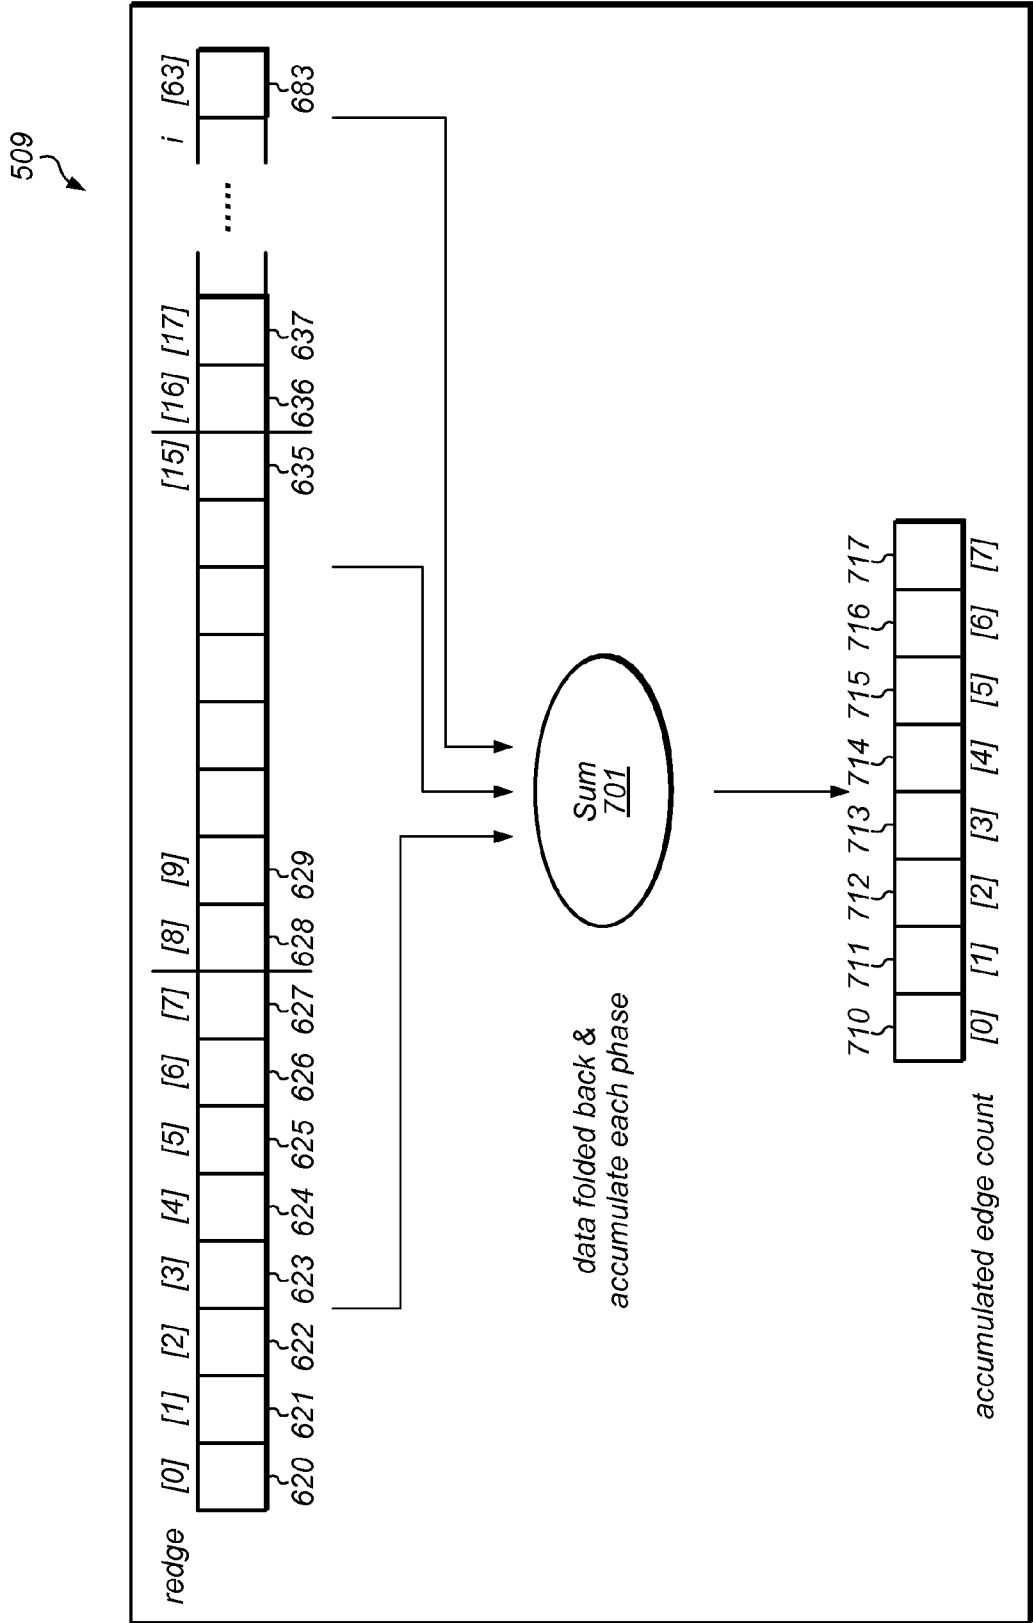 509
redge [0] [1] [2] [3] [4] [5] [6] [7] [8] [9] [15] [16] [17] i [63]
620 621 622 623 624 625 626 627 628 629 635 636 637 683
.....
Sum
701
data folded back &
accumulate each phase
710 711 712 713 714 715 716 717
[0] [1] [2] [3] [4] [5] [6] [7]
accumulated edge count